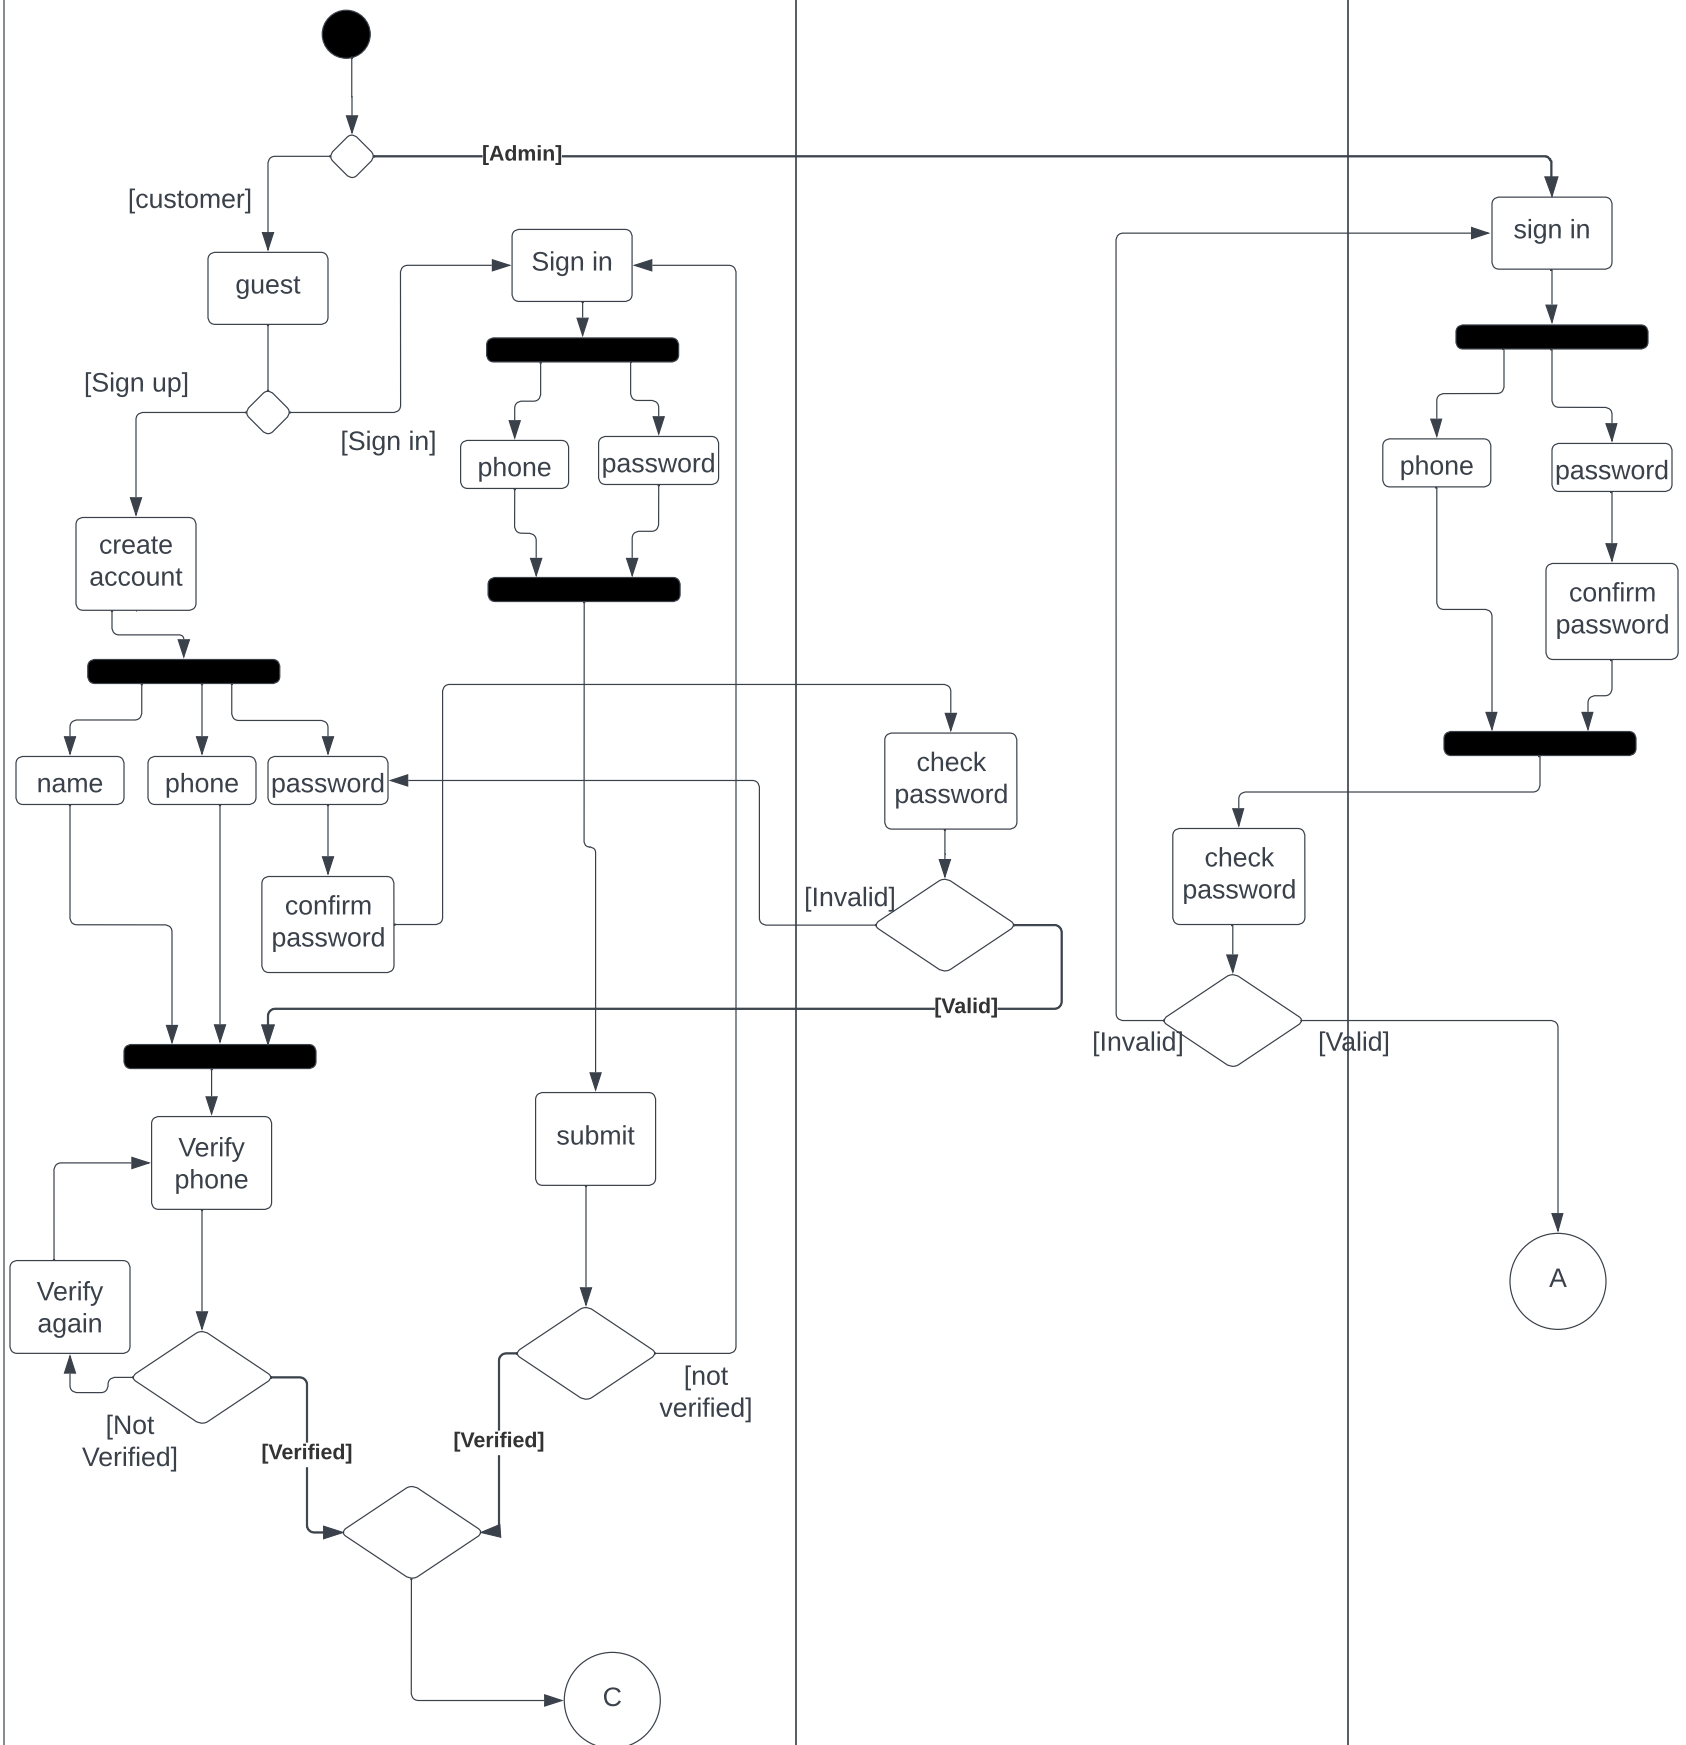 [Admin]
[customer]
sign in
Sign in
guest
[Sign up]
[Sign in]
phone
password
phone
password
create
account
confirm
password
check
password
name
phone
password
check
password
[Invalid]
confirm
password
[Valid]
[Invalid]
[Valid]
submit
Verify
phone
A
Verify
again
[not
verified]
[Not
Verified]
[Verified]
[Verified]
C